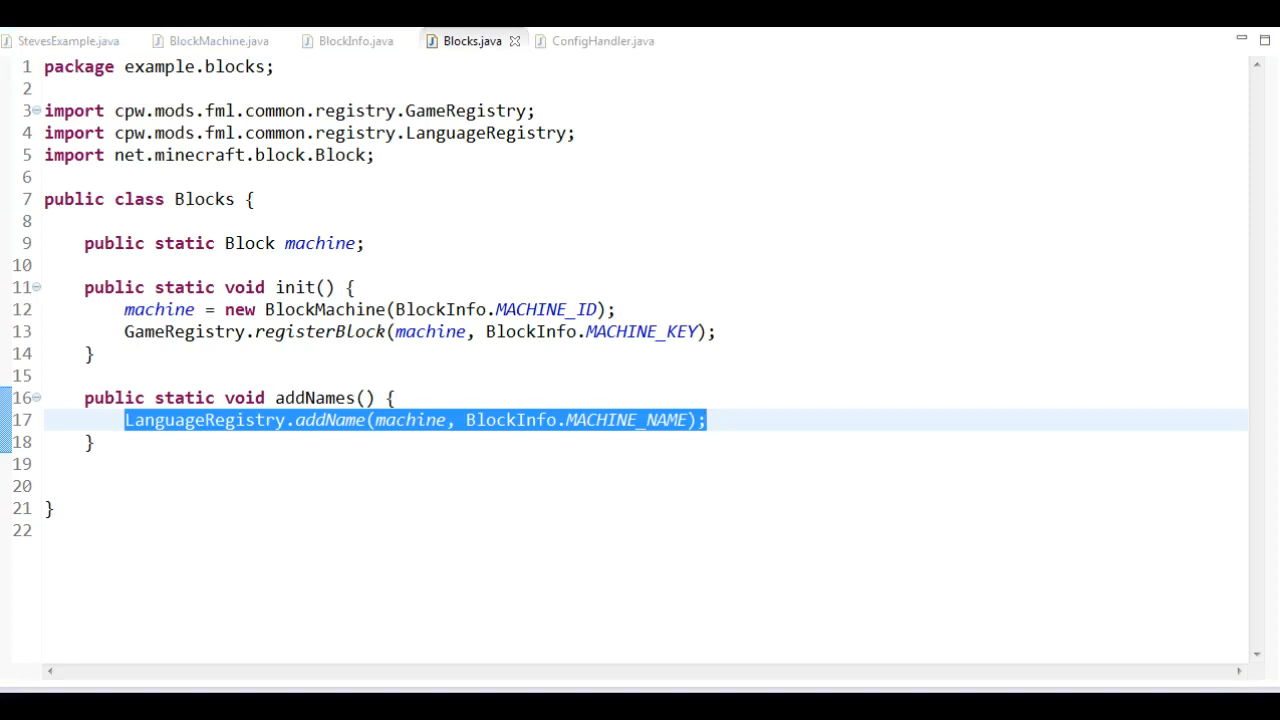 StevesExample.java BlockMachine.java BlockInfo.java Blocks.java ConfigHandler.java
1 package example.blocks;
2
3 import cpw.mods.fml.common.registry.GameRegistry;
4 import cpw.mods.fml.common.registry.LanguageRegistry;
5 import net.minecraft.block.Block;
6
7 public class Blocks {
8
9     public static Block machine;
10
11     public static void init() {
12         machine = new BlockMachine(BlockInfo.MACHINE_ID);
13         GameRegistry.registerBlock(machine, BlockInfo.MACHINE_KEY);
14     }
15
16     public static void addNames() {
17         LanguageRegistry.addName(machine, BlockInfo.MACHINE_NAME);
18     }
19
20
21 }
22